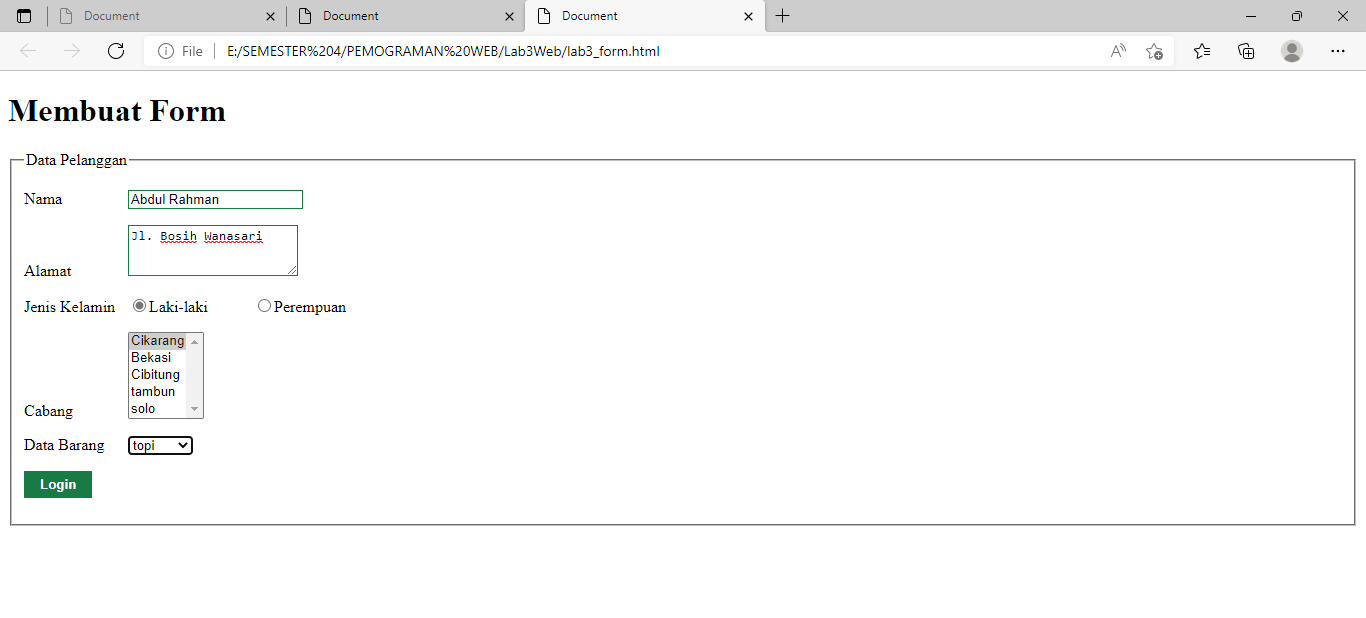 Document Document Document
File E:/SEMESTER%204/PEMOGRAMAN%20WEB/Lab3Web/lab3_form.html
Membuat Form
Data Pelanggan
Nama Abdul Rahman
Jl. Bosih Wanasari
Alamat
Jenis Kelamin Laki-laki Perempuan
Cikarang
Bekasi
Cibitung
tambun
solo
Cabang
Data Barang topi
Login